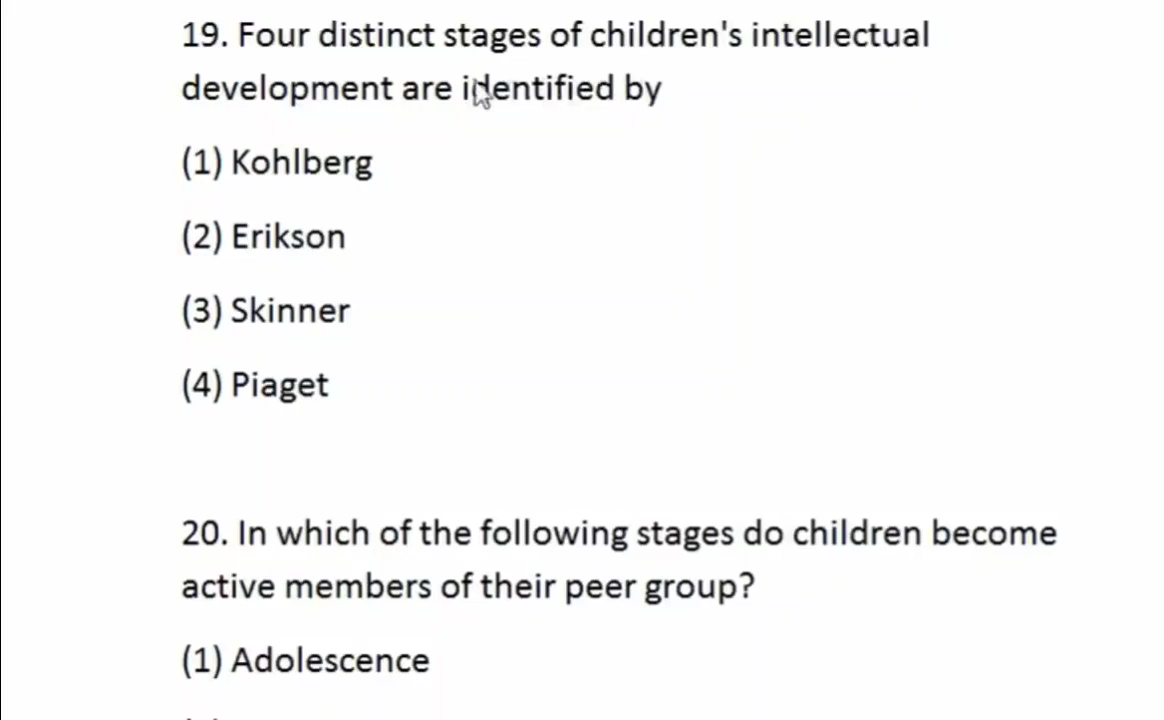 19. Four distinct stages of children's intellectual
development are identified by
(1) Kohlberg
(2) Erikson
(3) Skinner
(4) Piaget
20. In which of the following stages do children become
active members of their peer group?
(1) Adolescence